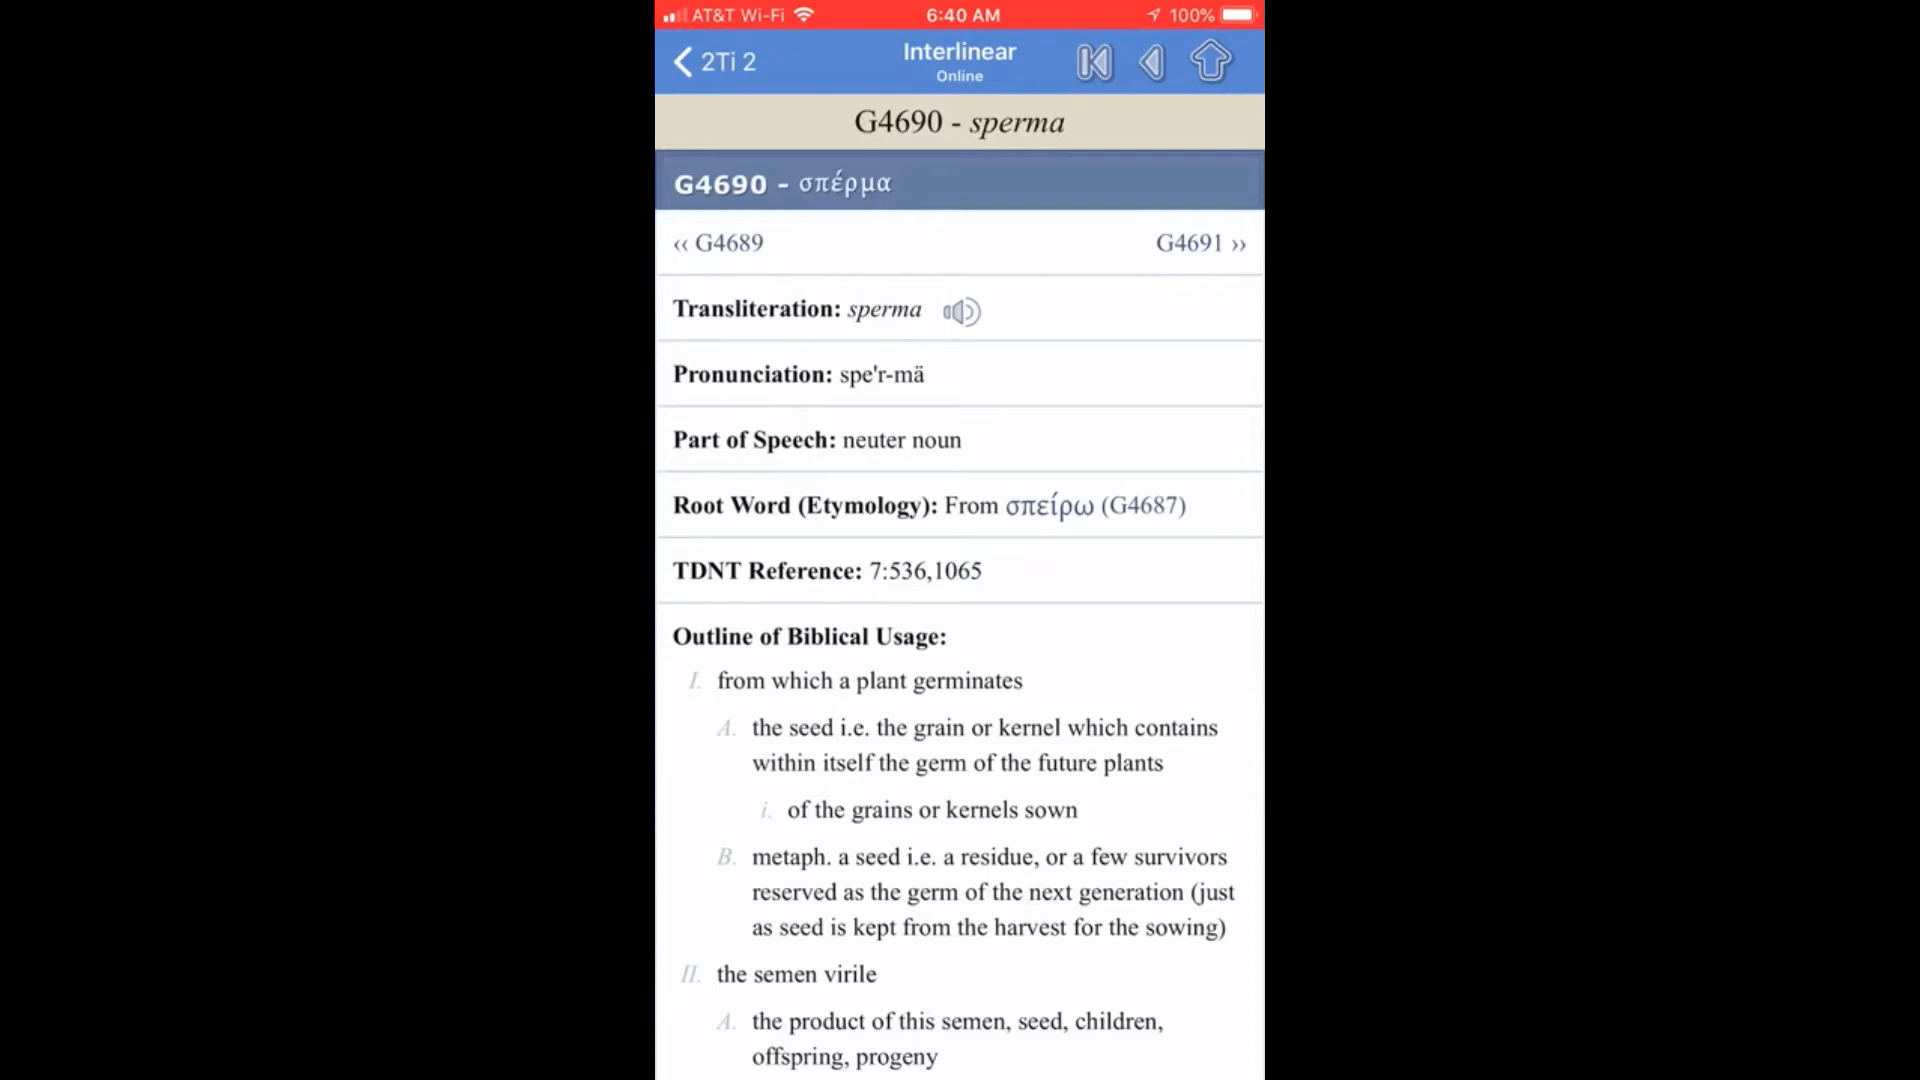 AT&T Wi-Fi 6:40 AM 100%
2Ti 2 Interlinear
Online
G4690 - sperma
G4690 - σπέρμα
‹‹ G4689 G4691 ››
Transliteration: sperma
Pronunciation: spe'r-mä
Part of Speech: neuter noun
Root Word (Etymology): From σπείρω (G4687)
TDNT Reference: 7:536,1065
Outline of Biblical Usage:
I. from which a plant germinates
A. the seed i.e. the grain or kernel which contains
within itself the germ of the future plants
i. of the grains or kernels sown
B. metaph. a seed i.e. a residue, or a few survivors
reserved as the germ of the next generation (just
as seed is kept from the harvest for the sowing)
II. the semen virile
A. the product of this semen, seed, children,
offspring, progeny